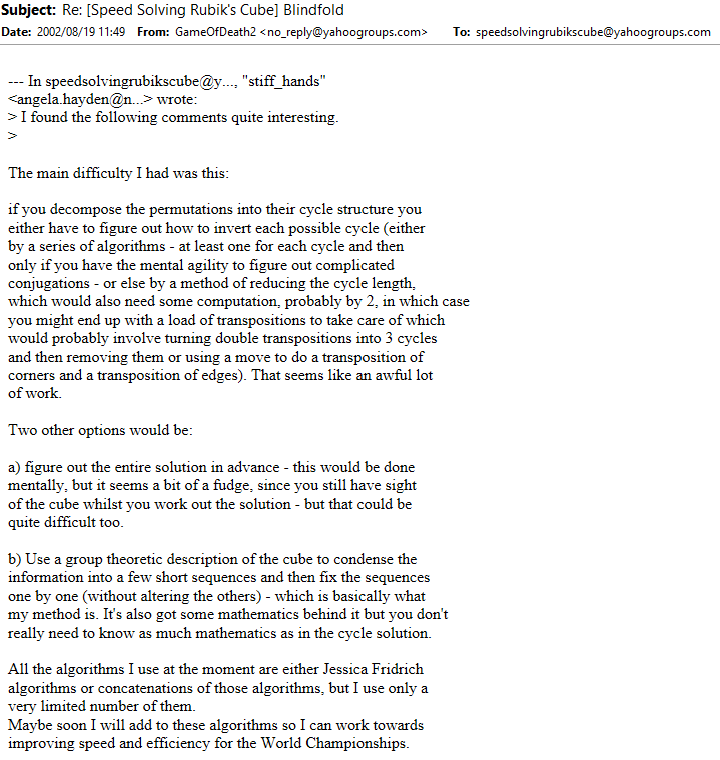 Subject: Re: [Speed Solving Rubik's Cube] Blindfold
Date: 2002/08/19 11:49 From: GameOfDeath2 <no_reply@yahoogroups.com> To: speedsolvingrubikscube@yahoogroups.com
--- In speedsolvingrubikscube@y..., "stiff_hands"
<angela.hayden@n...> wrote:
> I found the following comments quite interesting.
>
The main difficulty I had was this:
if you decompose the permutations into their cycle structure you
either have to figure out how to invert each possible cycle (either
by a series of algorithms - at least one for each cycle and then
only if you have the mental agility to figure out complicated
conjugations - or else by a method of reducing the cycle length,
which would also need some computation, probably by 2, in which case
you might end up with a load of transpositions to take care of which
would probably involve turning double transpositions into 3 cycles
and then removing them or using a move to do a transposition of
corners and a transposition of edges). That seems like an awful lot
of work.
Two other options would be:
a) figure out the entire solution in advance - this would be done
mentally, but it seems a bit of a fudge, since you still have sight
of the cube whilst you work out the solution - but that could be
quite difficult too.
b) Use a group theoretic description of the cube to condense the
information into a few short sequences and then fix the sequences
one by one (without altering the others) - which is basically what
my method is. It's also got some mathematics behind it but you don't
really need to know as much mathematics as in the cycle solution.
All the algorithms I use at the moment are either Jessica Fridrich
algorithms or concatenations of those algorithms, but I use only a
very limited number of them.
Maybe soon I will add to these algorithms so I can work towards
improving speed and efficiency for the World Championships.